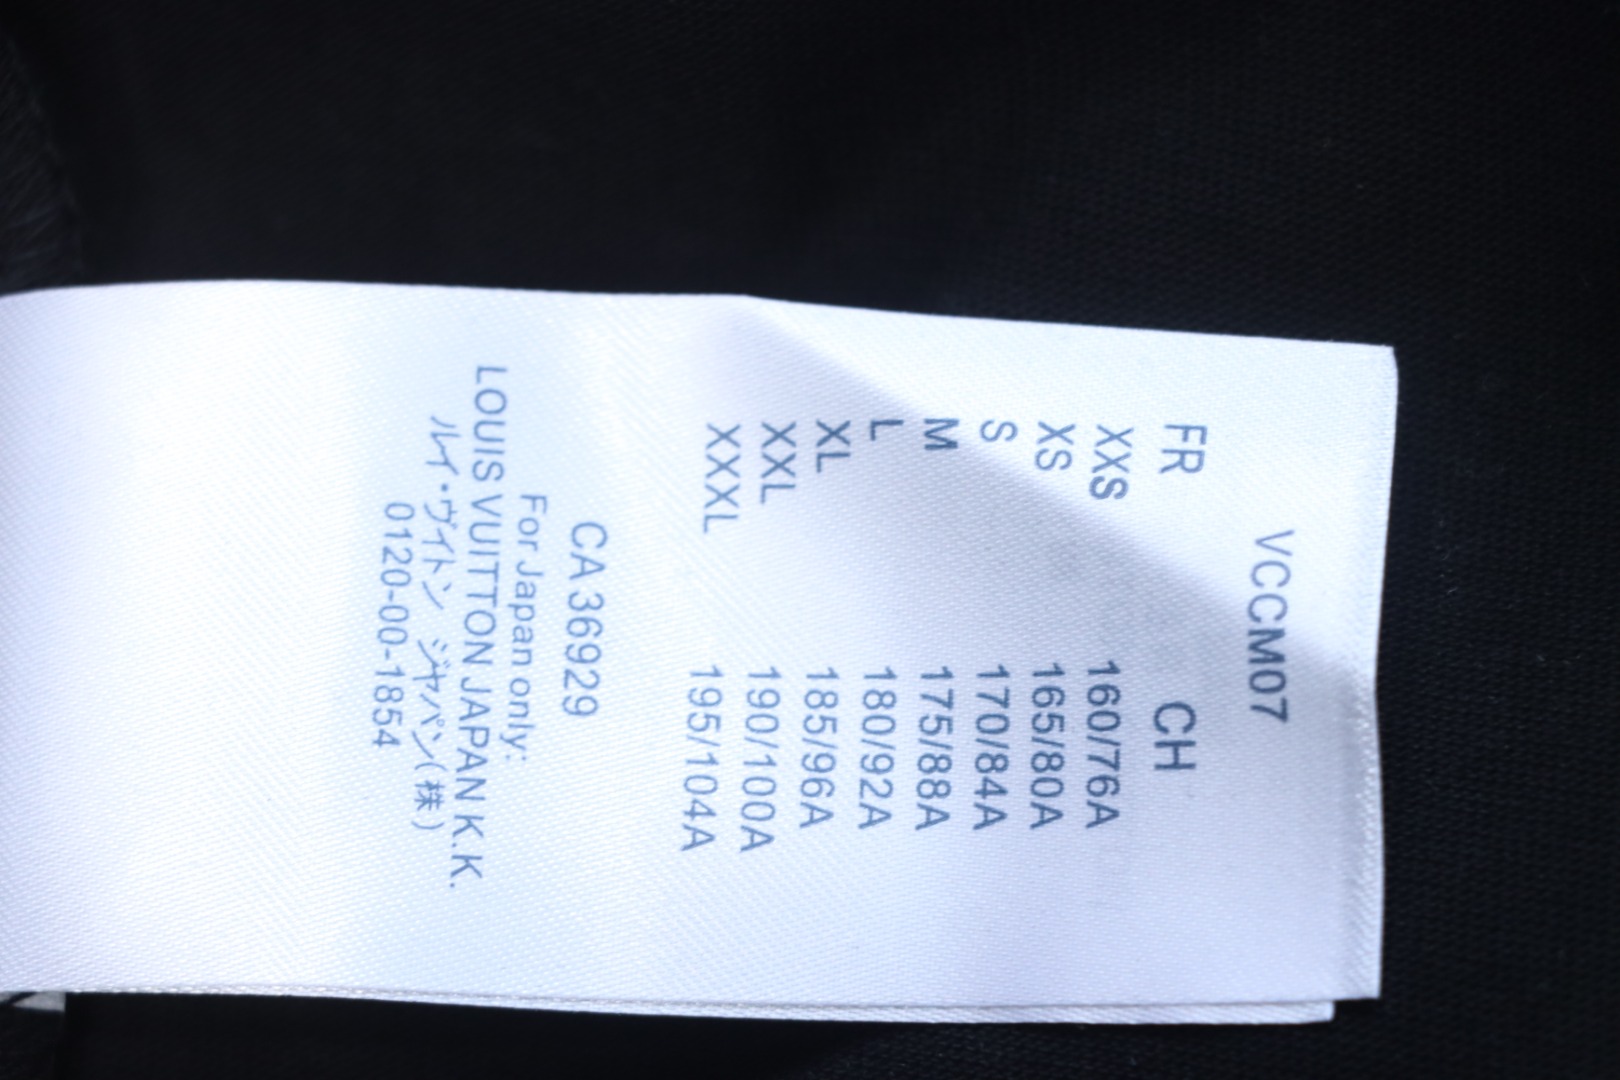 VCCM07
FR CH
XXS 160/76A
XS 165/80A
S 170/84A
M 175/88A
L 180/92A
XL 185/96A
XXL 190/100A
XXXL 195/104A
CA 36929
For Japan only:
LOUIS VUITTON JAPAN K.K.
ルイ・ヴィトン ジャパン(株)
0120-00-1854